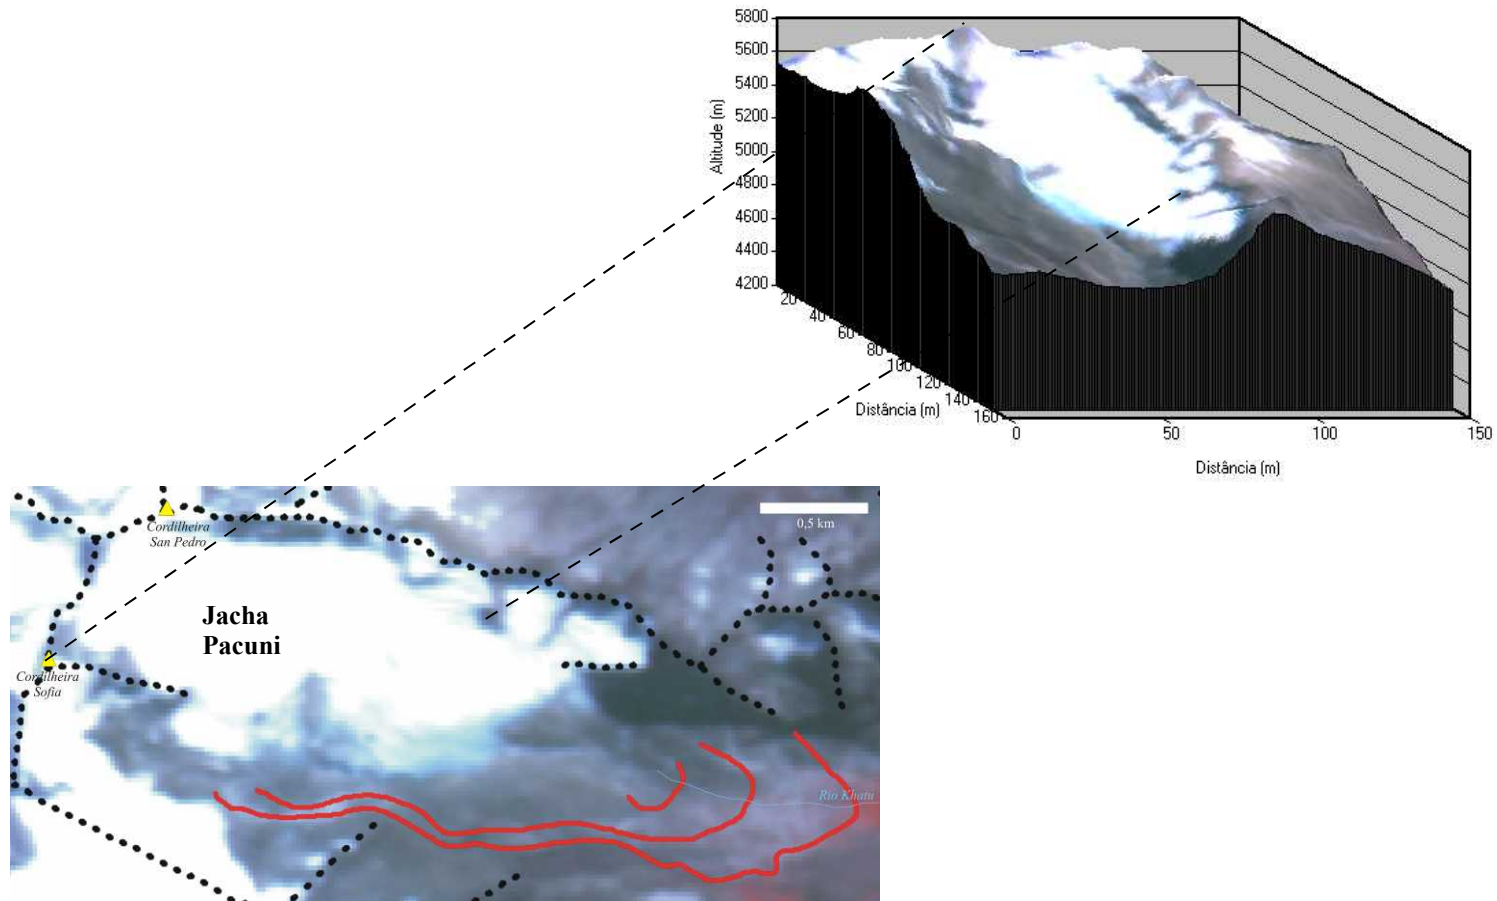 5800
5600
5400
5200
5000
4800
4600
4400
4200
Altitude (m)
20
40
60
80
100
120
140
160
Distância (m)
0
50
100
150
Distância (m)
Cordilheira
San Pedro
0,5 km
Jacha
Pacuni
Cordilheira
Sofia
Rio Khatu